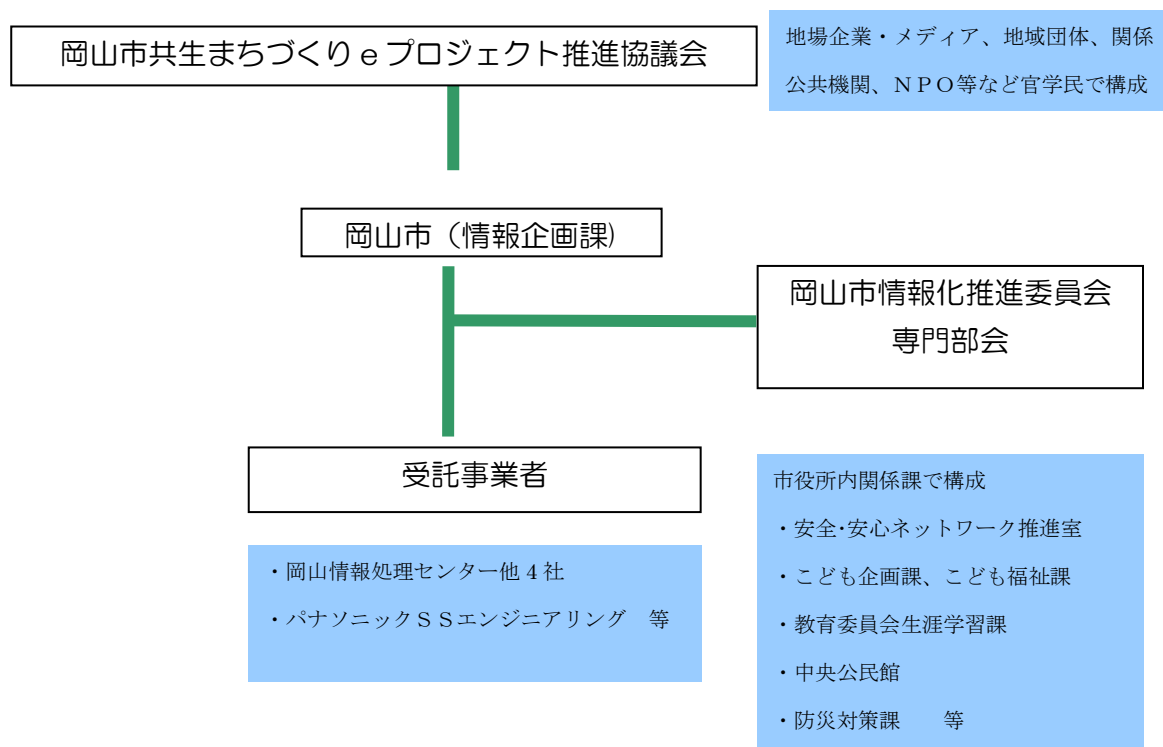 岡山市共生まちづくりｅプロジェクト推進協議会
地場企業・メディア、地域団体、関係
公共機関、ＮＰＯ等など官学民で構成
岡山市（情報企画課)
岡山市情報化推進委員会
専門部会
受託事業者
・岡山情報処理センター他４社
・パナソニックＳＳエンジニアリング　等
市役所内関係課で構成
・安全･安心ネットワーク推進室
・こども企画課、こども福祉課
・教育委員会生涯学習課
・中央公民館
・防災対策課　　等